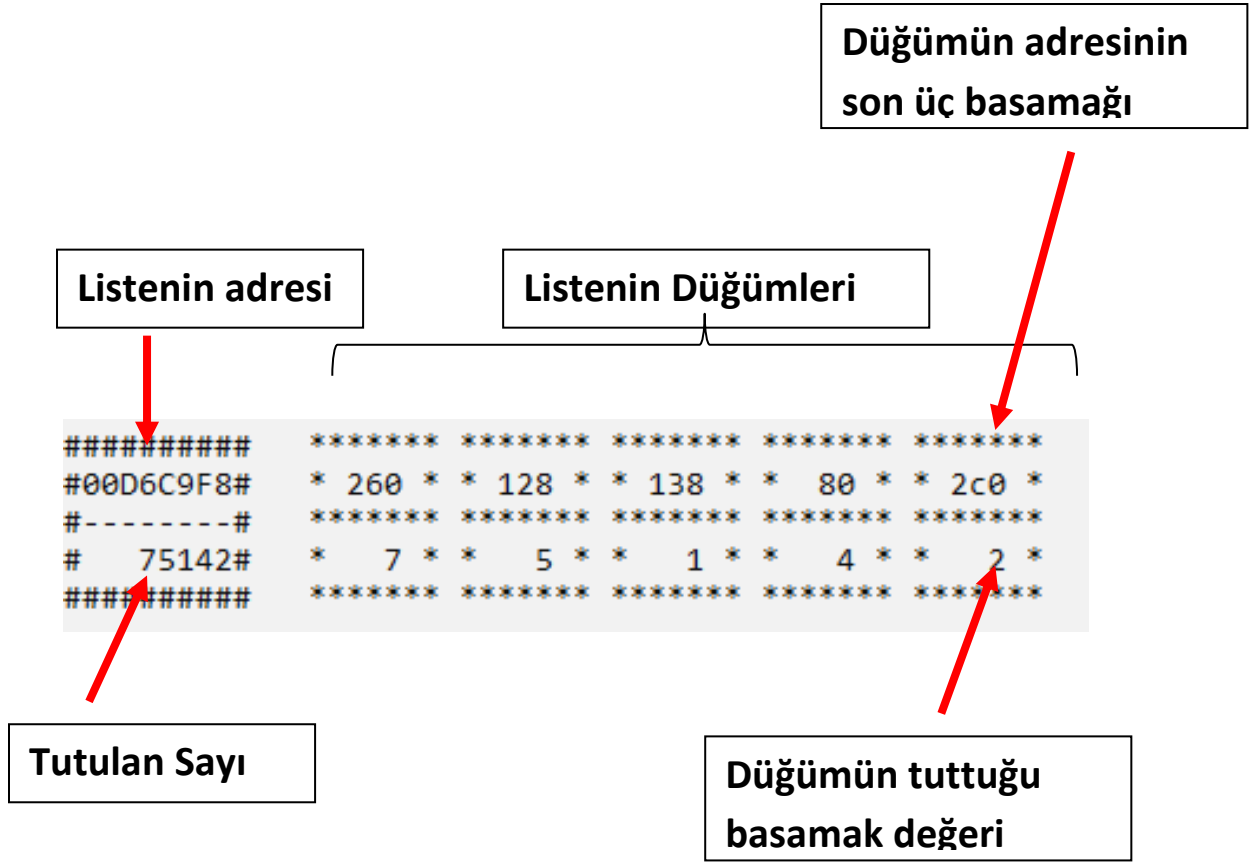 Düğümün adresinin
son üç basamağı
Listenin adresi
Listenin Düğümleri
########## ******* ******* ******* ******* *******
#00D6C9F8# * 260 * * 128 * * 138 * * 80 * * 2c0 *
#--------# ******* ******* ******* ******* *******
# 75142# * 7 * * 5 * * 1 * * 4 * * 2 *
########## ******* ******* ******* ******* *******
Tutulan Sayı
Düğümün tuttuğu
basamak değeri